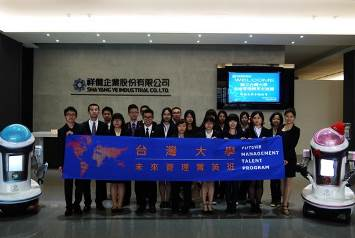 祥儀企業股份有限公司
SHA YANG YE INDUSTRIAL CO., LTD.
WELCOME
台灣大學
未來管理菁英班
FUTURE
MANAGEMENT
TALENT
PROGRAM